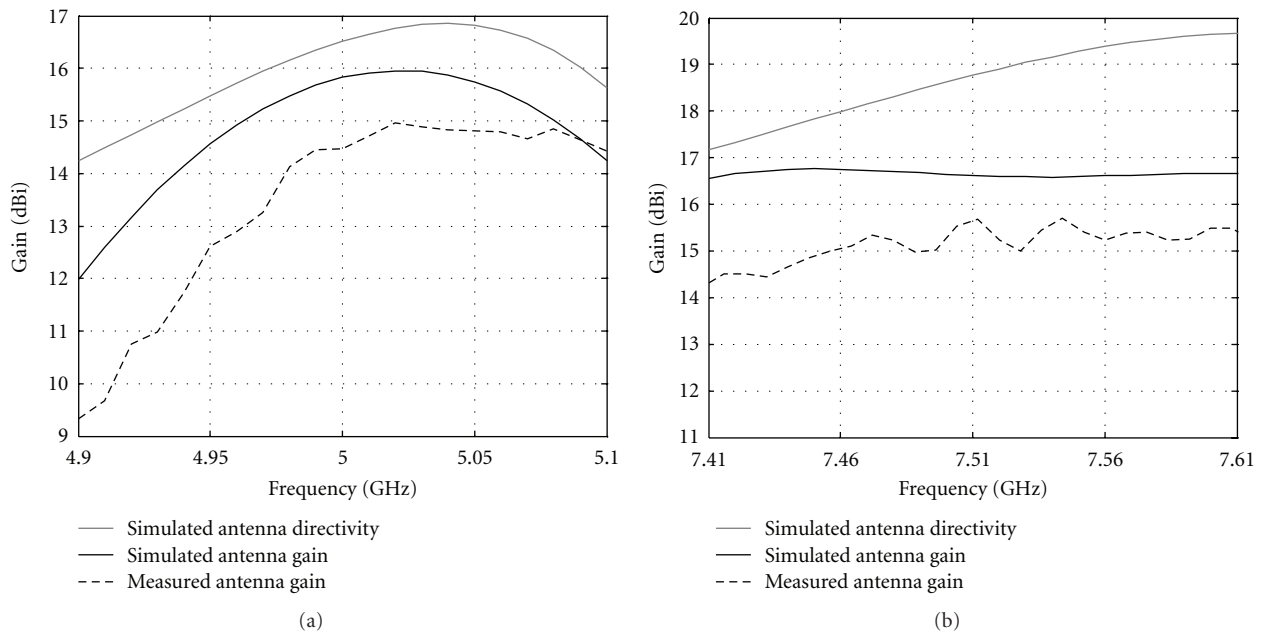 17
16
15
14
13
12
11
10
9
Gain (dBi)
4.9 4.95 5 5.05 5.1
Frequency (GHz)
Simulated antenna directivity
Simulated antenna gain
Measured antenna gain
(a)
20
19
18
17
16
15
14
13
12
11
Gain (dBi)
7.41 7.46 7.51 7.56 7.61
Frequency (GHz)
Simulated antenna directivity
Simulated antenna gain
Measured antenna gain
(b)